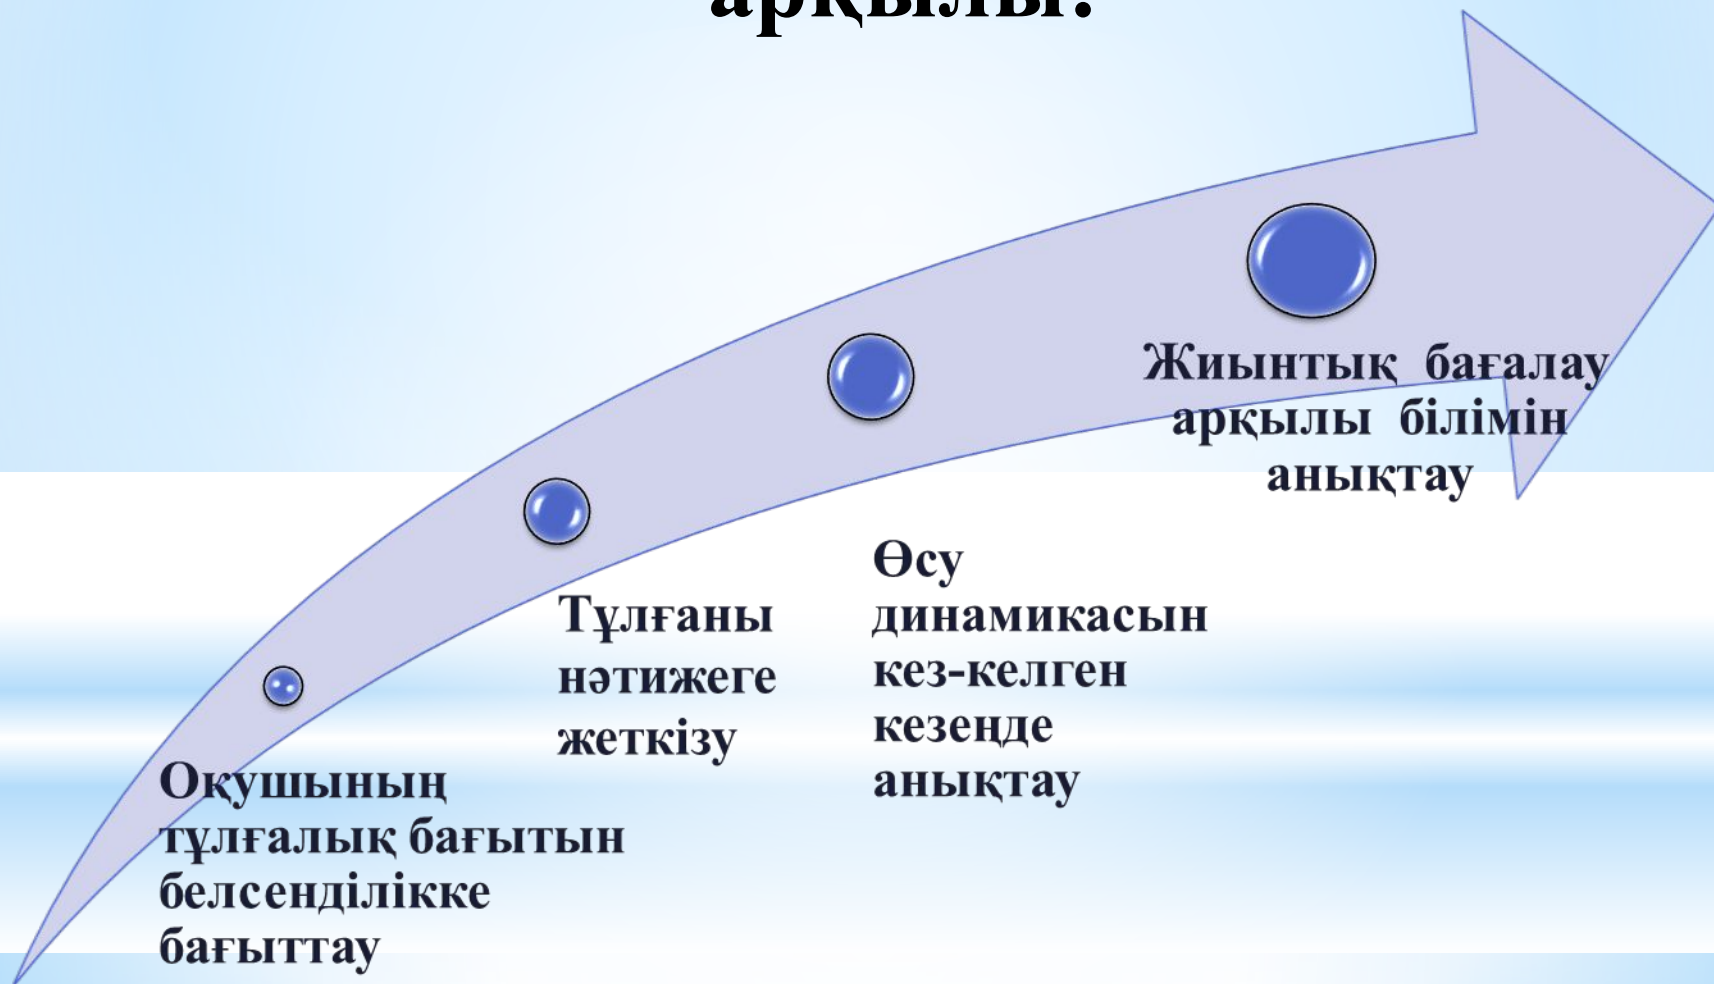 арқылы:
Оқушының
тұлғалық бағытын
белсенділікке
бағыттау
Тұлғаны
нәтижеге
жеткізу
Өсу
динамикасын
кез-келген
кезеңде
анықтау
Жиынтық бағалау
арқылы білімін
анықтау